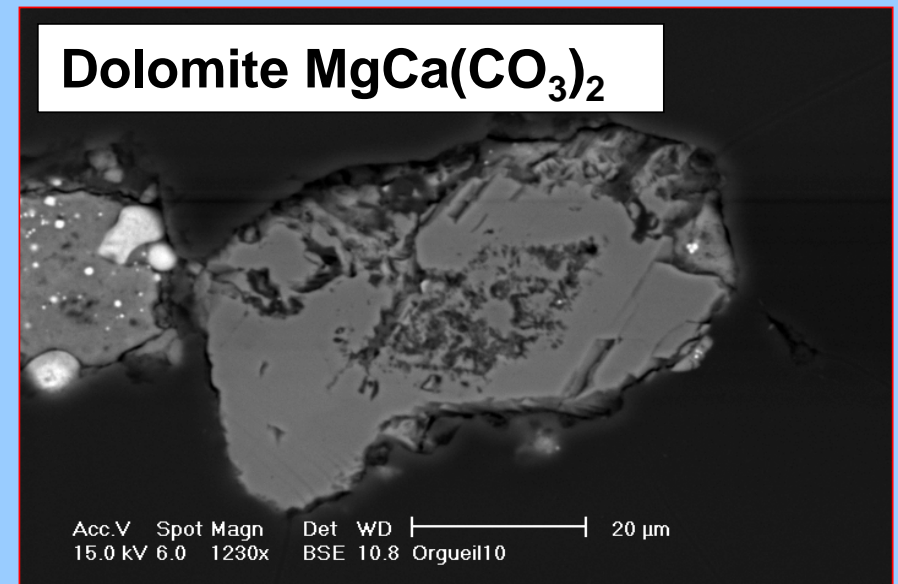 Dolomite MgCa(CO₃)₂
Acc.V Spot Magn Det WD 20 µm
15.0 kV 6.0 1230x BSE 10.8 Orgueil10